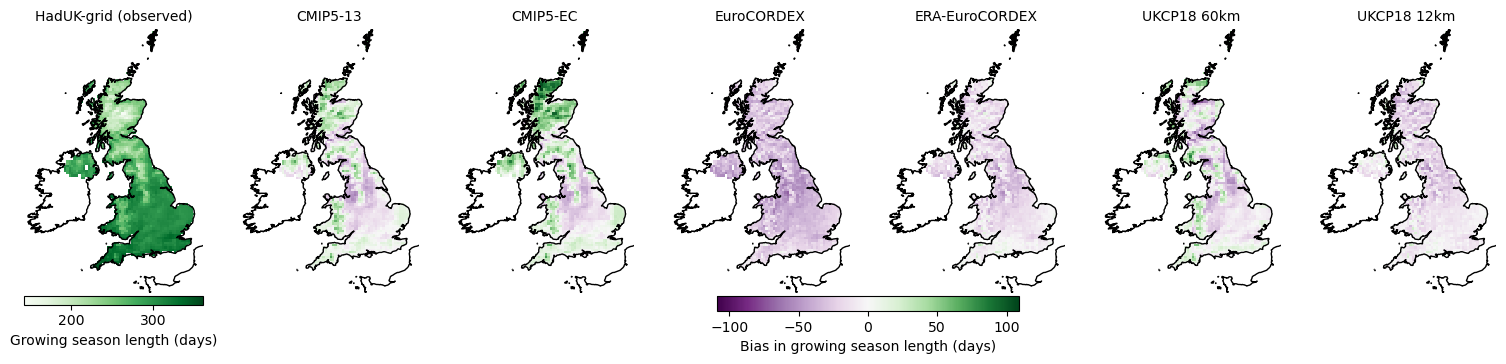 HadUK-grid (observed)
CMIP5-13
CMIP5-EC
EuroCORDEX
ERA-EuroCORDEX
UKCP18 60km
UKCP18 12km
200 300
Growing season length (days)
−100 −50 0 50 100
Bias in growing season length (days)